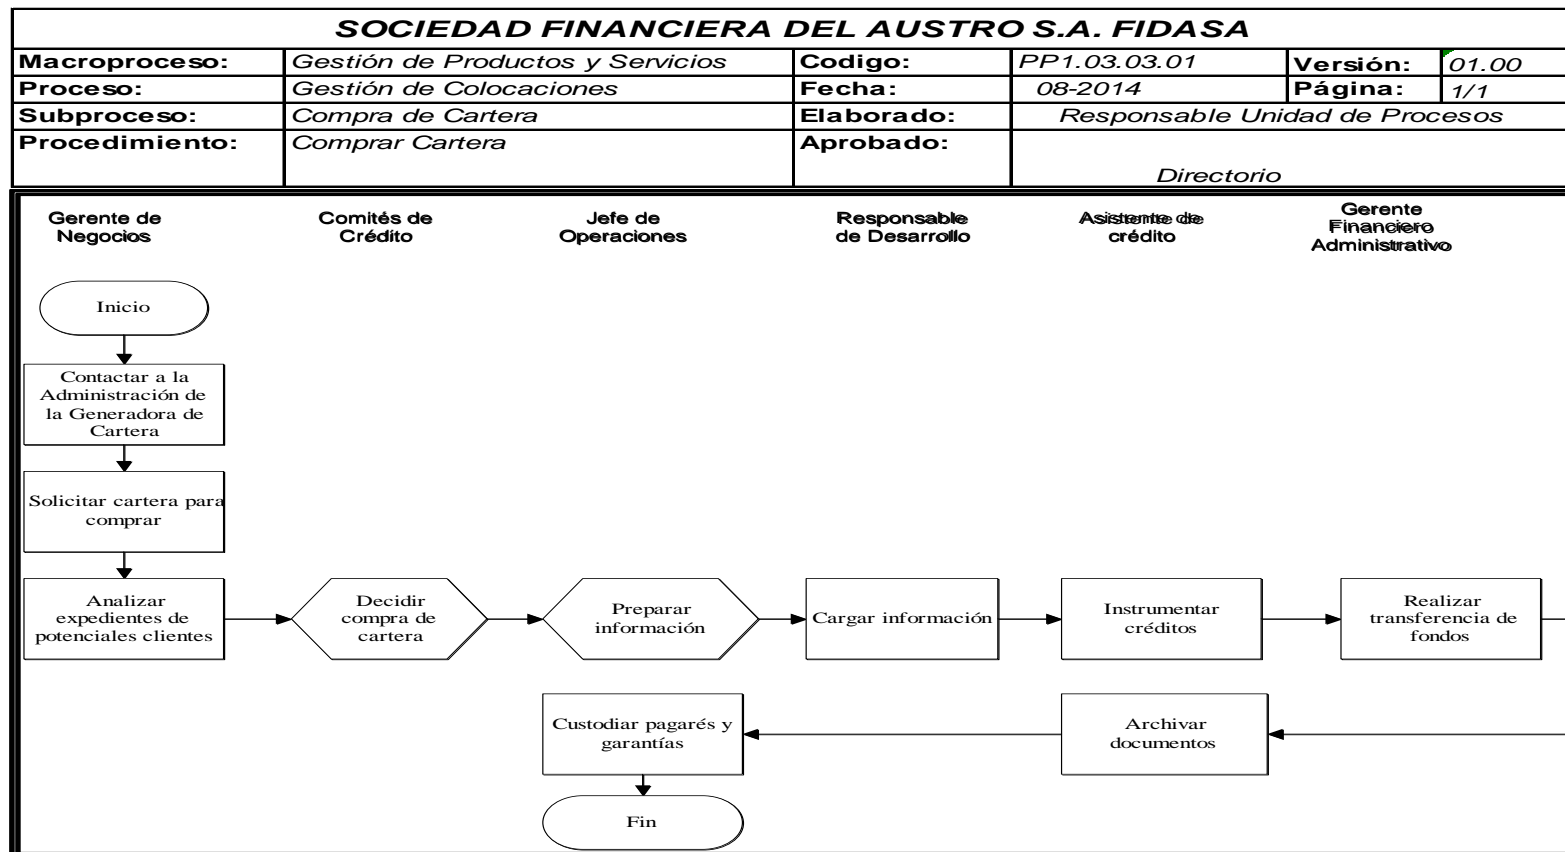 SOCIEDAD FINANCIERA DEL AUSTRO S.A. FIDASA
Macroproceso: Gestión de Productos y Servicios Codigo: PP1.03.03.01 Versión: 01.00
Proceso: Gestión de Colocaciones Fecha: 08-2014 Página: 1/1
Subproceso: Compra de Cartera Elaborado: Responsable Unidad de Procesos
Procedimiento: Comprar Cartera Aprobado:
Directorio
Gerente de
Negocios
Comités de
Crédito
Jefe de
Operaciones
Responsable
de Desarrollo
Asistente de
crédito
Gerente
Financiero
Administrativo
Inicio
Contactar a la
Administración de
la Generadora de
Cartera
Solicitar cartera para
comprar
Analizar
expedientes de
potenciales clientes
Decidir
compra de
cartera
Preparar
información
Cargar información
Instrumentar
créditos
Realizar
transferencia de
fondos
Custodiar pagarés y
garantías
Archivar
documentos
Fin